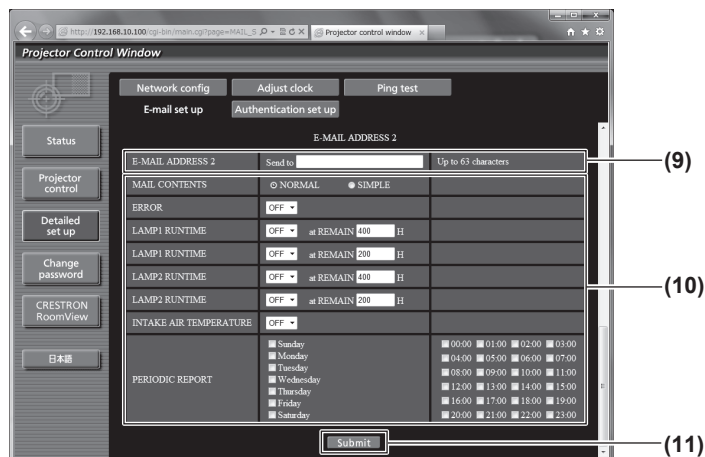 http://192.168.10.100/cgi-bin/main.cgi?page=MAIL_S
Projector control window
Projector Control Window
Network config Adjust clock Ping test
E-mail set up Authentication set up
Status
Projector control
Detailed set up
Change password
CRESTRON RoomView
日本語
E-MAIL ADDRESS 2
E-MAIL ADDRESS 2 Send to Up to 63 characters
(9)
MAIL CONTENTS NORMAL SIMPLE
ERROR OFF
LAMP1 RUNTIME OFF at REMAIN 400 H
LAMP1 RUNTIME OFF at REMAIN 200 H
LAMP2 RUNTIME OFF at REMAIN 400 H
LAMP2 RUNTIME OFF at REMAIN 200 H
(10)
INTAKE AIR TEMPERATURE OFF
PERIODIC REPORT
Sunday
Monday
Tuesday
Wednesday
Thursday
Friday
Saturday
00:00 01:00 02:00 03:00
04:00 05:00 06:00 07:00
08:00 09:00 10:00 11:00
12:00 13:00 14:00 15:00
16:00 17:00 18:00 19:00
20:00 21:00 22:00 23:00
Submit
(11)